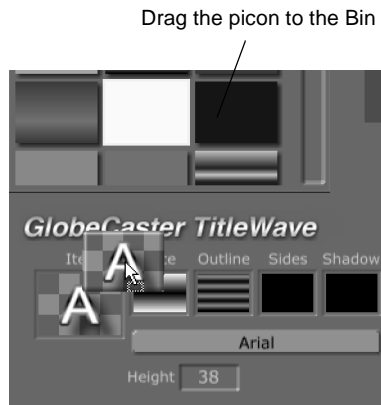 Drag the picon to the Bin
GlobeCaster TitleWave
Outline Sides Shadow
A
A
Arial
Height 38